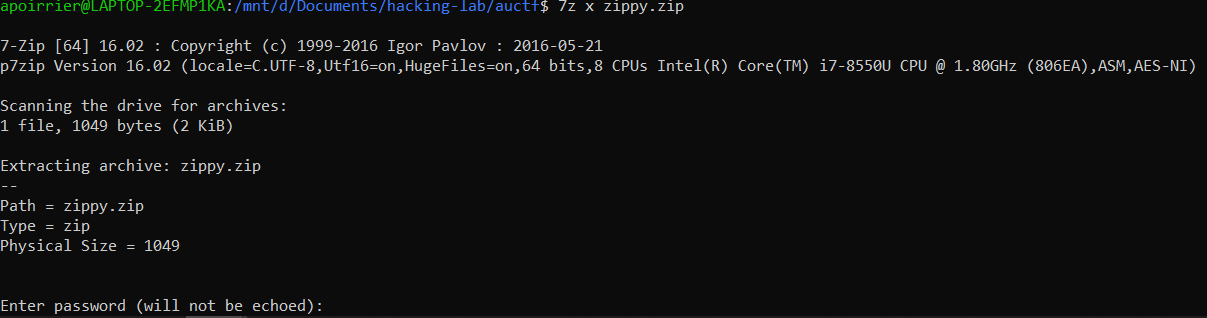 apoirrier@LAPTOP-2EFMP1KA:/mnt/d/Documents/hacking-lab/auctf$ 7z x zippy.zip
7-Zip [64] 16.02 : Copyright (c) 1999-2016 Igor Pavlov : 2016-05-21
p7zip Version 16.02 (locale=C.UTF-8,Utf16=on,HugeFiles=on,64 bits,8 CPUs Intel(R) Core(TM) i7-8550U CPU @ 1.80GHz (806EA),ASM,AES-NI)
Scanning the drive for archives:
1 file, 1049 bytes (2 KiB)
Extracting archive: zippy.zip
--
Path = zippy.zip
Type = zip
Physical Size = 1049
Enter password (will not be echoed):